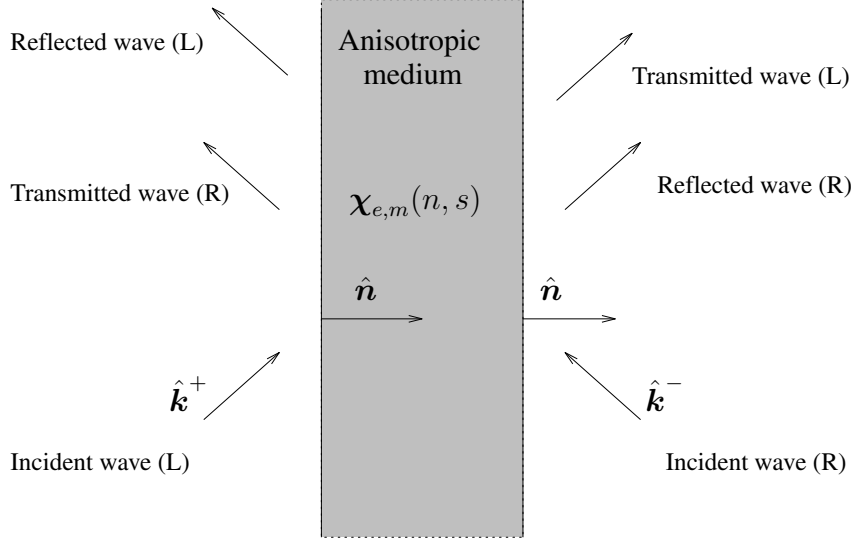 Reflected wave (L)
Anisotropic
medium
Transmitted wave (L)
Transmitted wave (R)
χₑ,ₘ(n, s)
Reflected wave (R)
n̂
n̂
k̂⁺
k̂⁻
Incident wave (L)
Incident wave (R)